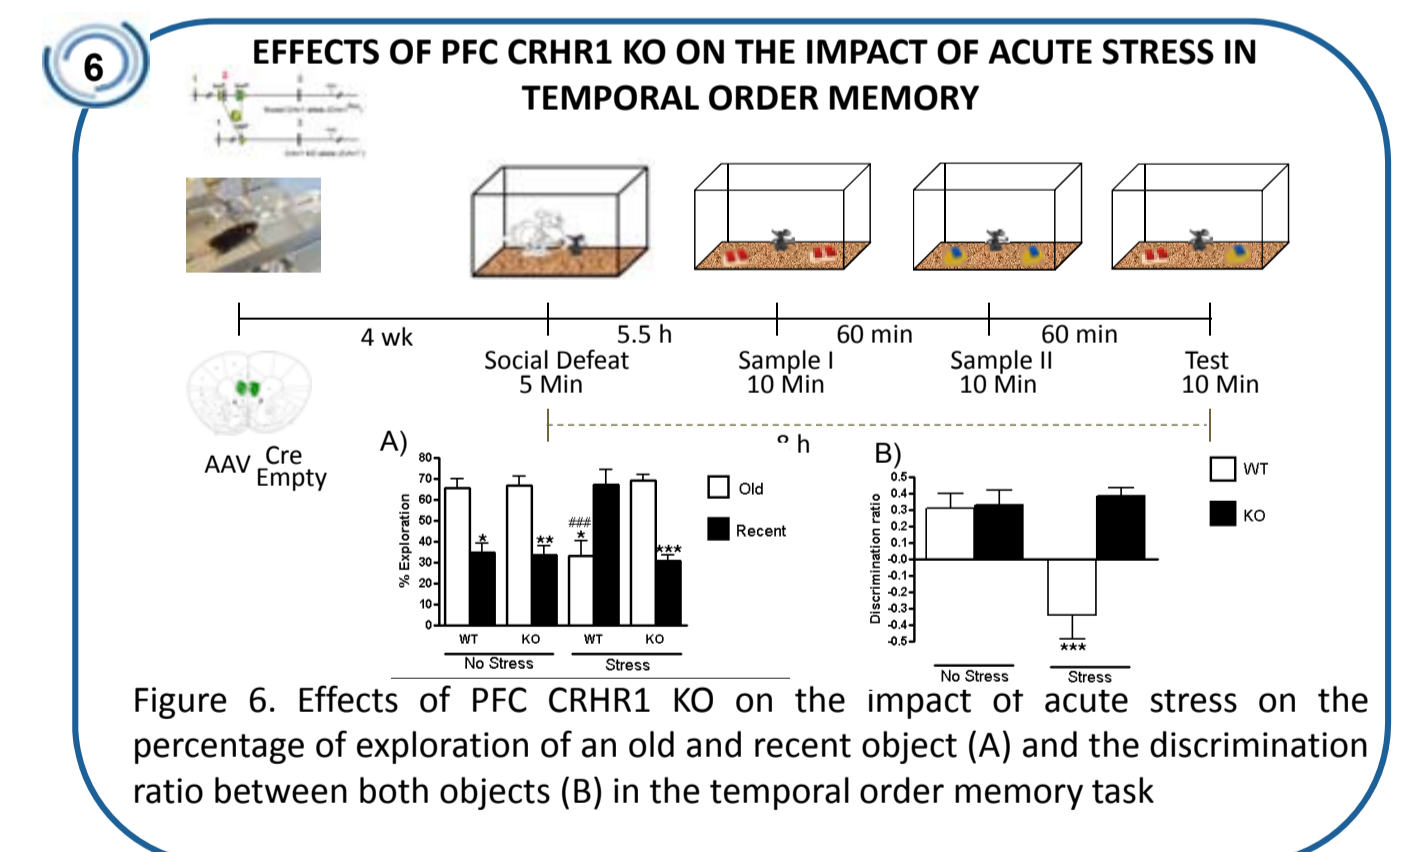 6
EFFECTS OF PFC CRHR1 KO ON THE IMPACT OF ACUTE STRESS IN
TEMPORAL ORDER MEMORY
4 wk
5.5 h
60 min
60 min
Social Defeat
5 Min
Sample I
10 Min
Sample II
10 Min
Test
10 Min
h
AAV
Cre
Empty
A)
% Exploration
80
70
60
50
40
30
20
10
0
*
**
###
*
***
WT
KO
WT
KO
No Stress
Stress
Old
Recent
B)
Discrimination ratio
0.5
0.4
0.3
0.2
0.1
-0.0
-0.1
-0.2
-0.3
-0.4
-0.5
***
No Stress
Stress
WT
KO
Figure 6. Effects of PFC CRHR1 KO on the impact of acute stress on the
percentage of exploration of an old and recent object (A) and the discrimination
ratio between both objects (B) in the temporal order memory task